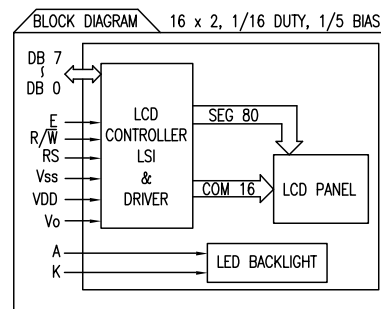 BLOCK DIAGRAM 16 x 2, 1/16 DUTY, 1/5 BIAS
DB 7
~
DB 0
E
R/W̅
RS
Vss
VDD
Vo
LCD
CONTROLLER
LSI
&
DRIVER
SEG 80
COM 16
LCD PANEL
A
K
LED BACKLIGHT